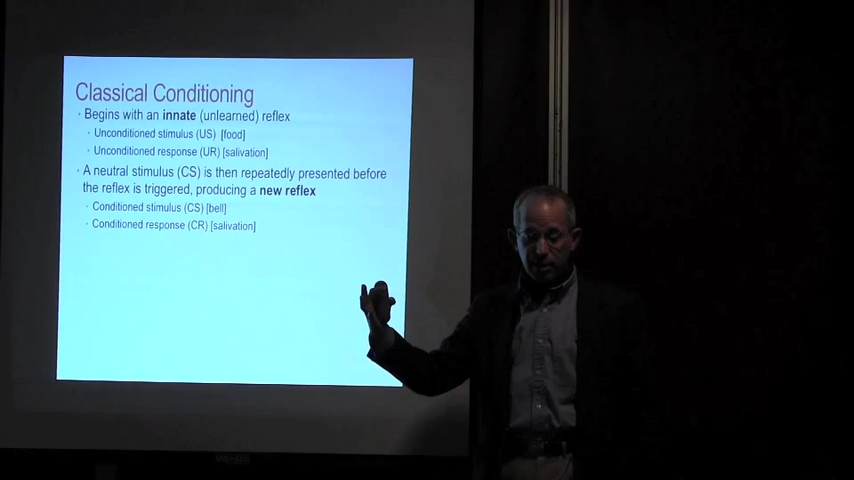 Classical Conditioning
Begins with an innate (unlearned) reflex
Unconditioned stimulus (US) [food]
Unconditioned response (UR) [salivation]
A neutral stimulus (CS) is then repeatedly presented before
the reflex is triggered, producing a new reflex
Conditioned stimulus (CS) [bell]
Conditioned response (CR) [salivation]